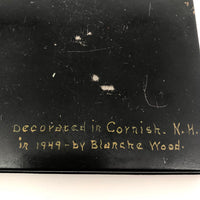 Decorated in Cornish. N.H.
in 1949 - by Blanche Wood.